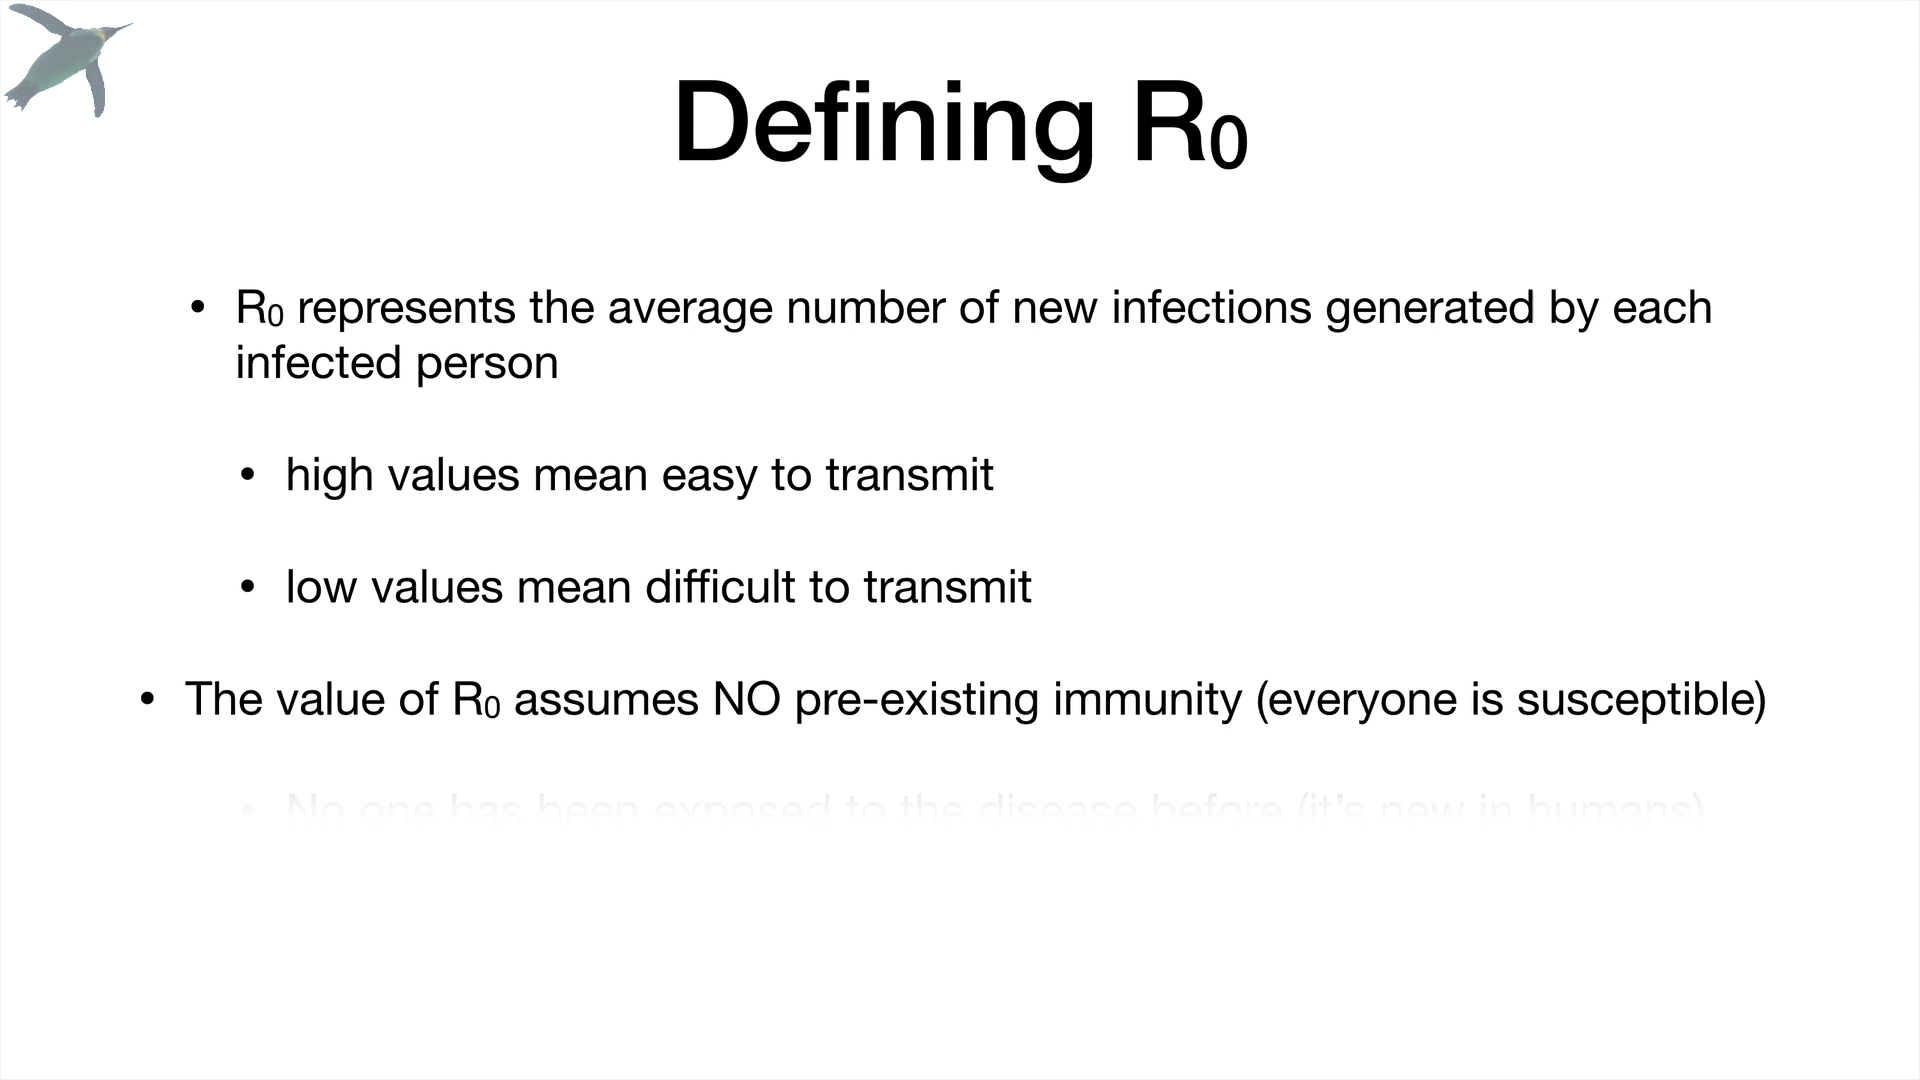 Defining R₀
• R₀ represents the average number of new infections generated by each
infected person
• high values mean easy to transmit
• low values mean difficult to transmit
• The value of R₀ assumes NO pre-existing immunity (everyone is susceptible)
• No one has been exposed to the disease before (it’s new in humans)